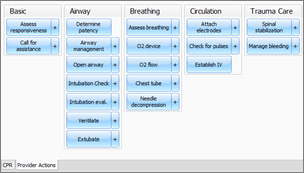 Basic
Assess
responsiveness
+
Call for
assistance
+
Airway
Determine
patency
Airway
management
+
Open airway
+
Intubation Check
+
Intubation eval.
+
Ventilate
+
Extubate
+
Breathing
Assess breathing
+
O2 device
+
O2 flow
+
Chest tube
+
Needle
decompression
+
Circulation
Attach
electrodes
+
Check for pulses
+
Establish IV
Trauma Care
Spinal
stabilization
+
Manage bleeding
+
CPR
Provider Actions